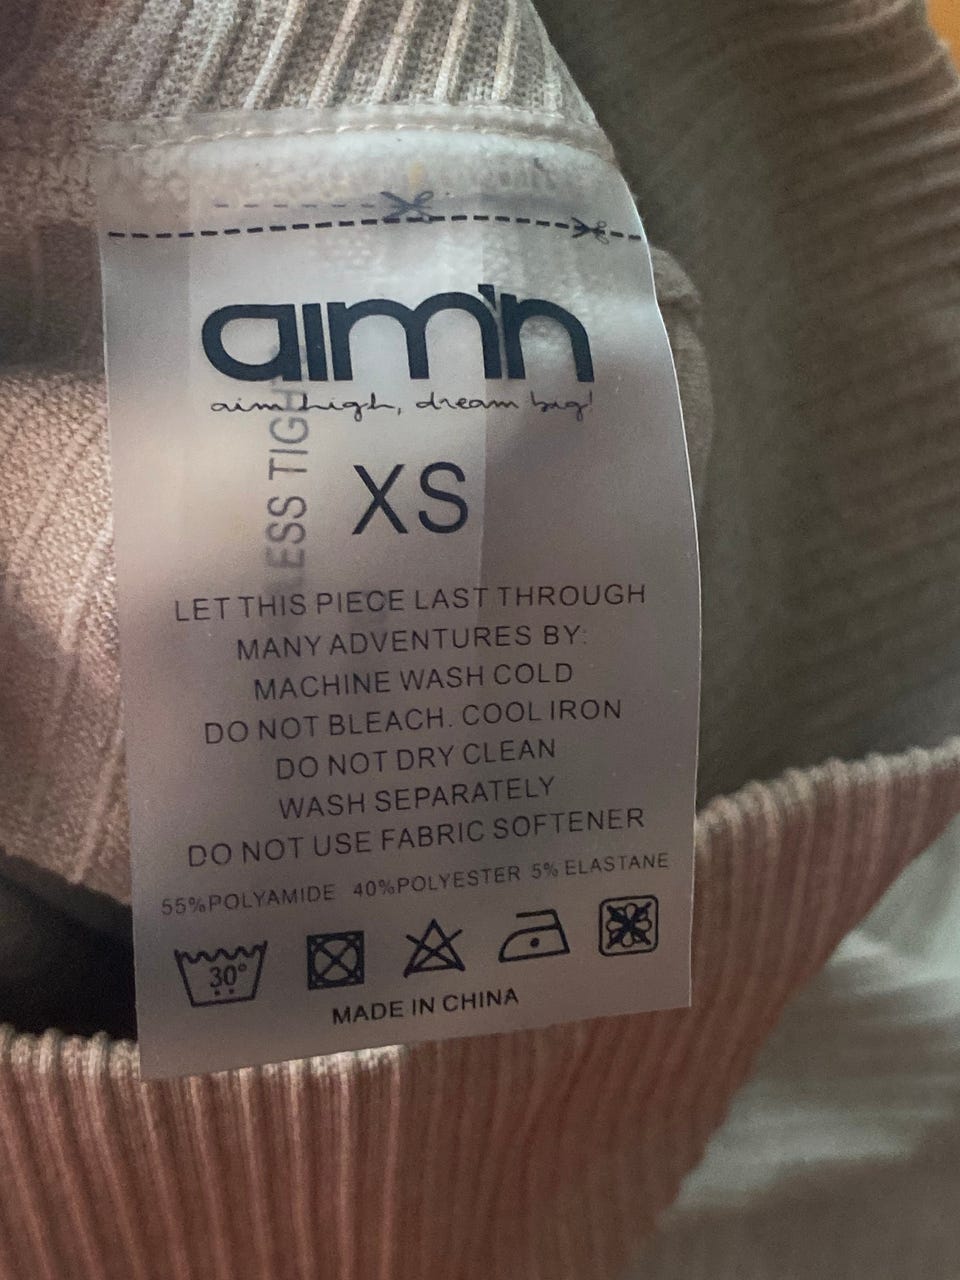 aim'n
aim high, dream big!
XS
ESS TIGH
LET THIS PIECE LAST THROUGH
MANY ADVENTURES BY:
MACHINE WASH COLD
DO NOT BLEACH. COOL IRON
DO NOT DRY CLEAN
WASH SEPARATELY
DO NOT USE FABRIC SOFTENER
55%POLYAMIDE 40%POLYESTER 5% ELASTANE
30°
MADE IN CHINA